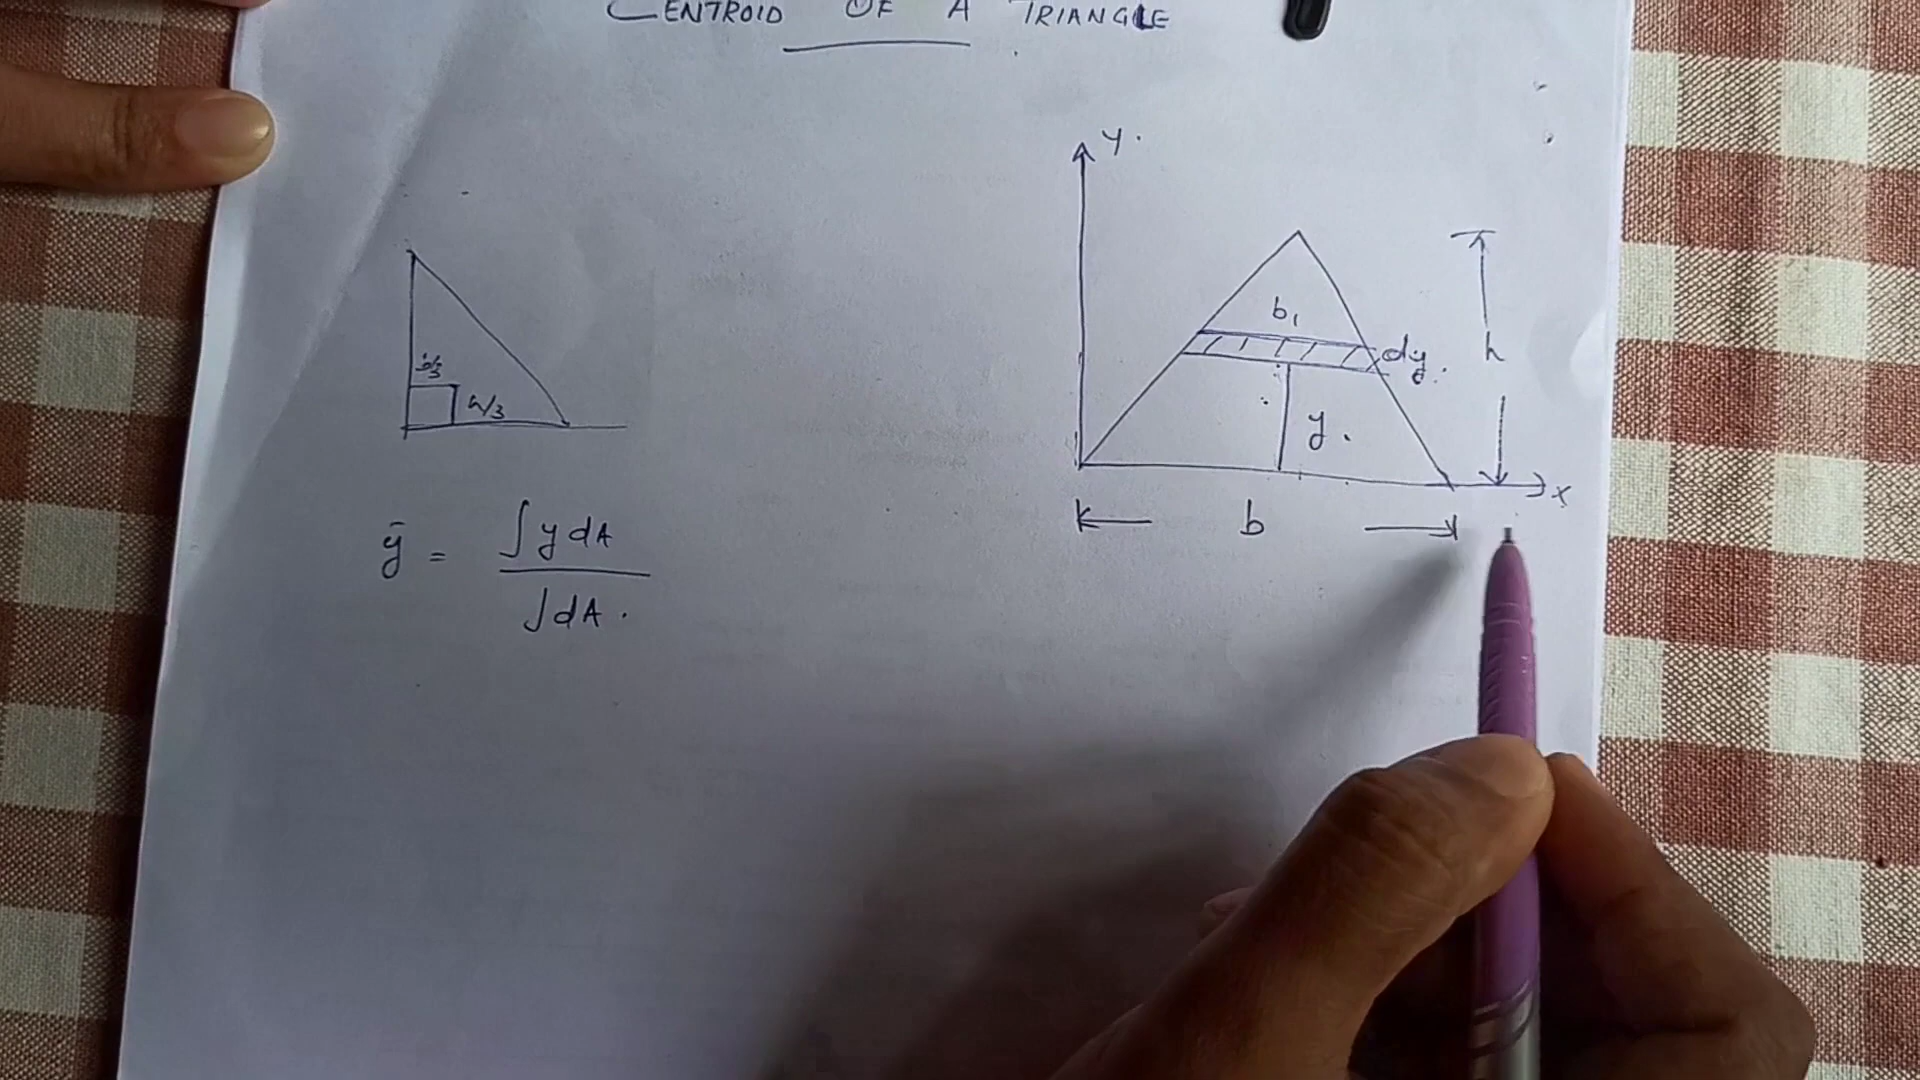 CENTROID OF A TRIANGLE
y.
b₁
dy.
h
b/3
h/3
y.
x
b
ȳ = ∫y dA
∫dA.